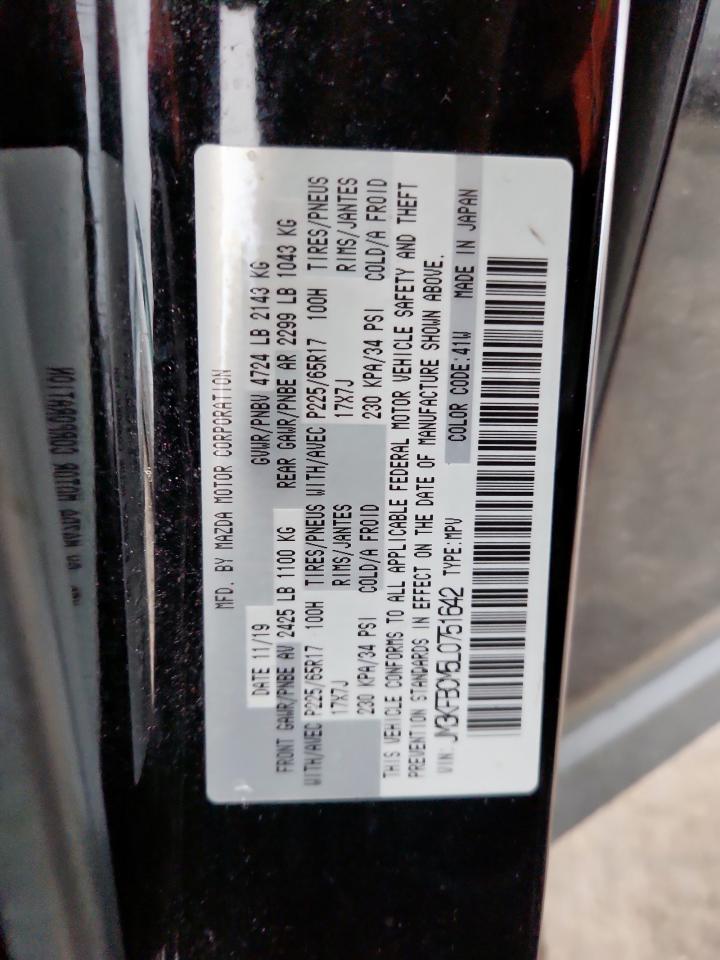 MFD. BY MAZDA MOTOR CORPORATION
DATE 11/19 GVWR/PNBV 4724 LB 2143 KG
FRONT GAWR/PNBE AV 2425 LB 1100 KG REAR GAWR/PNBE AR 2299 LB 1043 KG
WITH/AVEC P225/65R17 100H TIRES/PNEUS WITH/AVEC P225/65R17 100H TIRES/PNEUS
17X7J RIMS/JANTES 17X7J RIMS/JANTES
230 KPA/34 PSI COLD/A FROID 230 KPA/34 PSI COLD/A FROID
THIS VEHICLE CONFORMS TO ALL APPLICABLE FEDERAL MOTOR VEHICLE SAFETY AND THEFT
PREVENTION STANDARDS IN EFFECT ON THE DATE OF MANUFACTURE SHOWN ABOVE.
VIN: JM3KFBCM5L0751642 TYPE:MPV COLOR CODE:41W MADE IN JAPAN